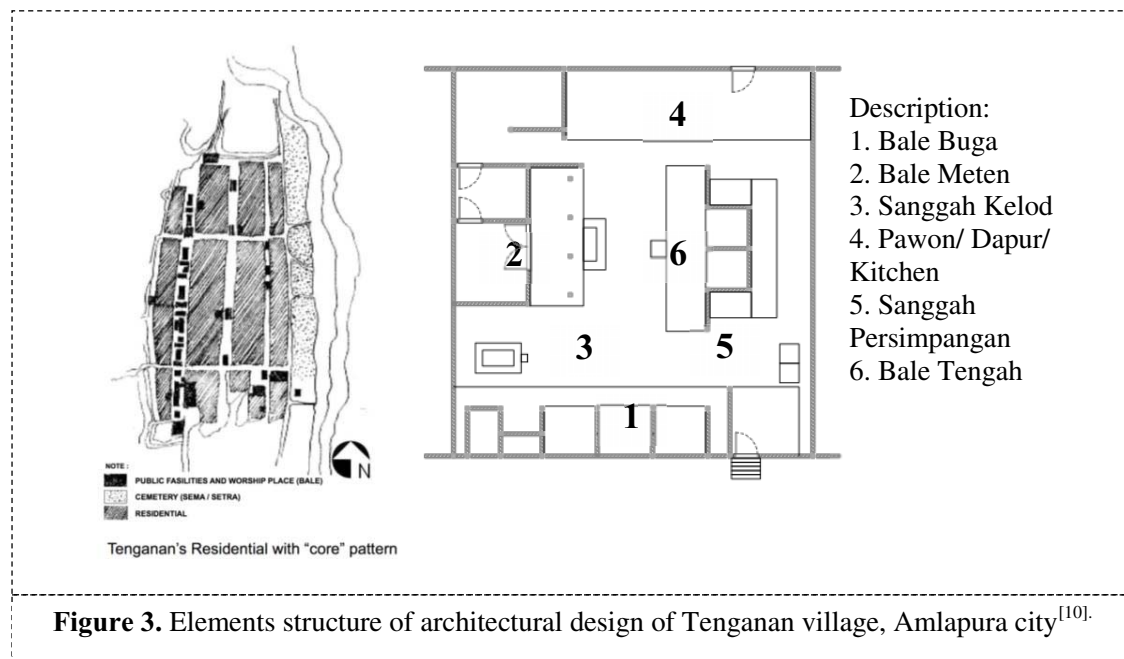 NOTE :
PUBLIC FASILITIES AND WORSHIP PLACE (BALE)
CEMETERY (SEMA / SETRA)
RESIDENTIAL
N
Tenganan's Residential with "core" pattern
4
2
6
3
5
1
Description:
1. Bale Buga
2. Bale Meten
3. Sanggah Kelod
4. Pawon/ Dapur/
Kitchen
5. Sanggah
Persimpangan
6. Bale Tengah
Figure 3. Elements structure of architectural design of Tenganan village, Amlapura city[10].